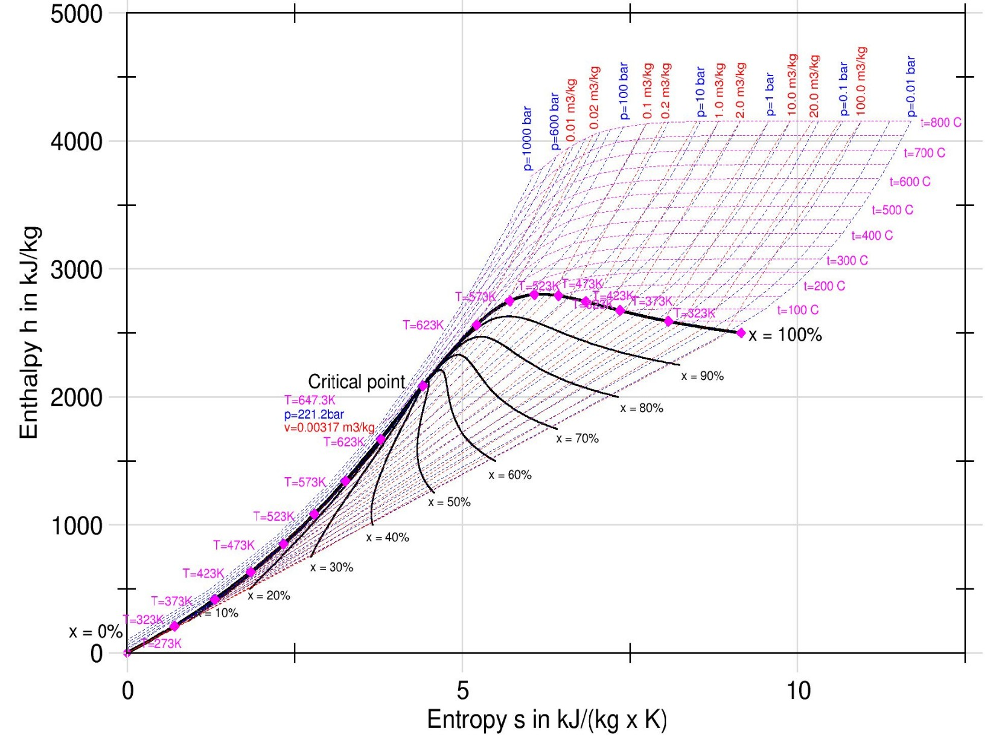 5000
4000
3000
2000
1000
0
Enthalpy h in kJ/kg
0
5
10
Entropy s in kJ/(kg x K)
p=1000 bar
p=600 bar
0.01 m3/kg
0.02 m3/kg
p=100 bar
0.1 m3/kg
0.2 m3/kg
p=10 bar
1.0 m3/kg
2.0 m3/kg
p=1 bar
10.0 m3/kg
20.0 m3/kg
p=0.1 bar
100.0 m3/kg
p=0.01 bar
t=800 C
t=700 C
t=600 C
t=500 C
t=400 C
t=300 C
t=200 C
t=100 C
T=573K
T=523K
T=473K
T=423K
T=373K
T=323K
T=323K
T=623K
x = 100%
x = 90%
x = 80%
x = 70%
x = 60%
x = 50%
x = 40%
x = 30%
x = 20%
x = 10%
x = 0%
Critical point
T=647.3K
p=221.2bar
v=0.00317 m3/kg
T=623K
T=573K
T=523K
T=473K
T=423K
T=373K
T=323K
T=273K